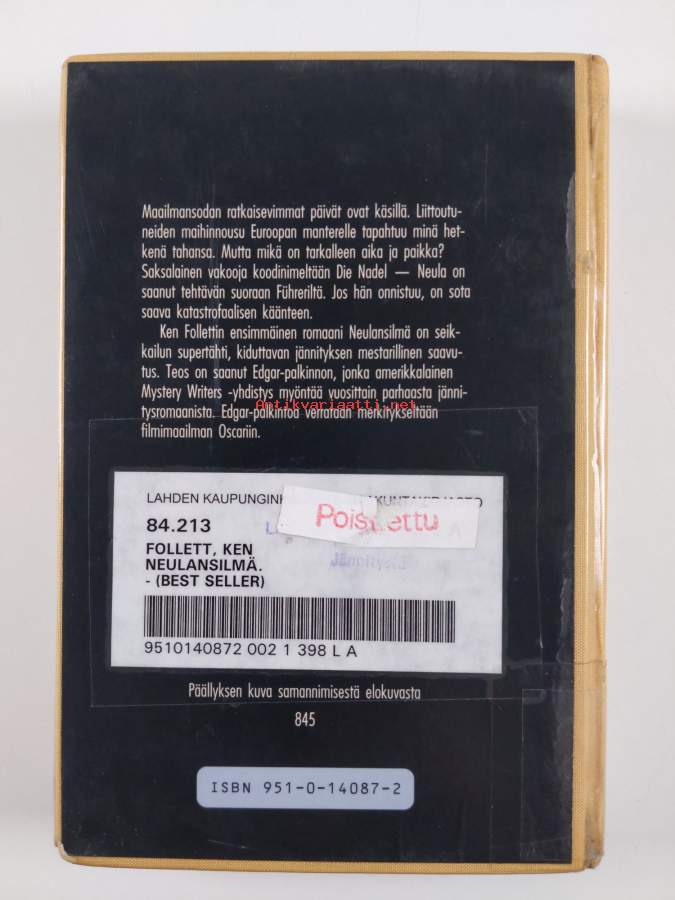 Maailmansodan ratkaisevimmat päivät ovat käsillä. Liittoutu-
neiden maihinnousu Euroopan manterelle tapahtuu minä het-
kenä tahansa. Mutta mikä on tarkalleen aika ja paikka?
Saksalainen vakooja koodinimeltään Die Nadel — Neula on
saanut tehtävän suoraan Führeriltä. Jos hän onnistuu, on sota
saava katastrofaalisen käänteen.
Ken Follettin ensimmäinen romaani Neulansilmä on seik-
kailun supertähti, kiduttavan jännityksen mestarillinen saavu-
tus. Teos on saanut Edgar-palkinnon, jonka amerikkalainen
Mystery Writers -yhdistys myöntää vuosittain parhaasta jänni-
tysromaanista. Edgar-palkintoa verrataan merkitykseltään
Antikvariaatti.net
filmimaailman Oscariin.
LAHDEN
84.213
Poistettu
FOLLETT, KEN
Jännitystä
NEULANSILMÄ.
- (BEST SELLER)
9510140872 002 1 398 L A
Päällyksen kuva samannimisestä elokuvasta
845
ISBN 951-0-14087-2